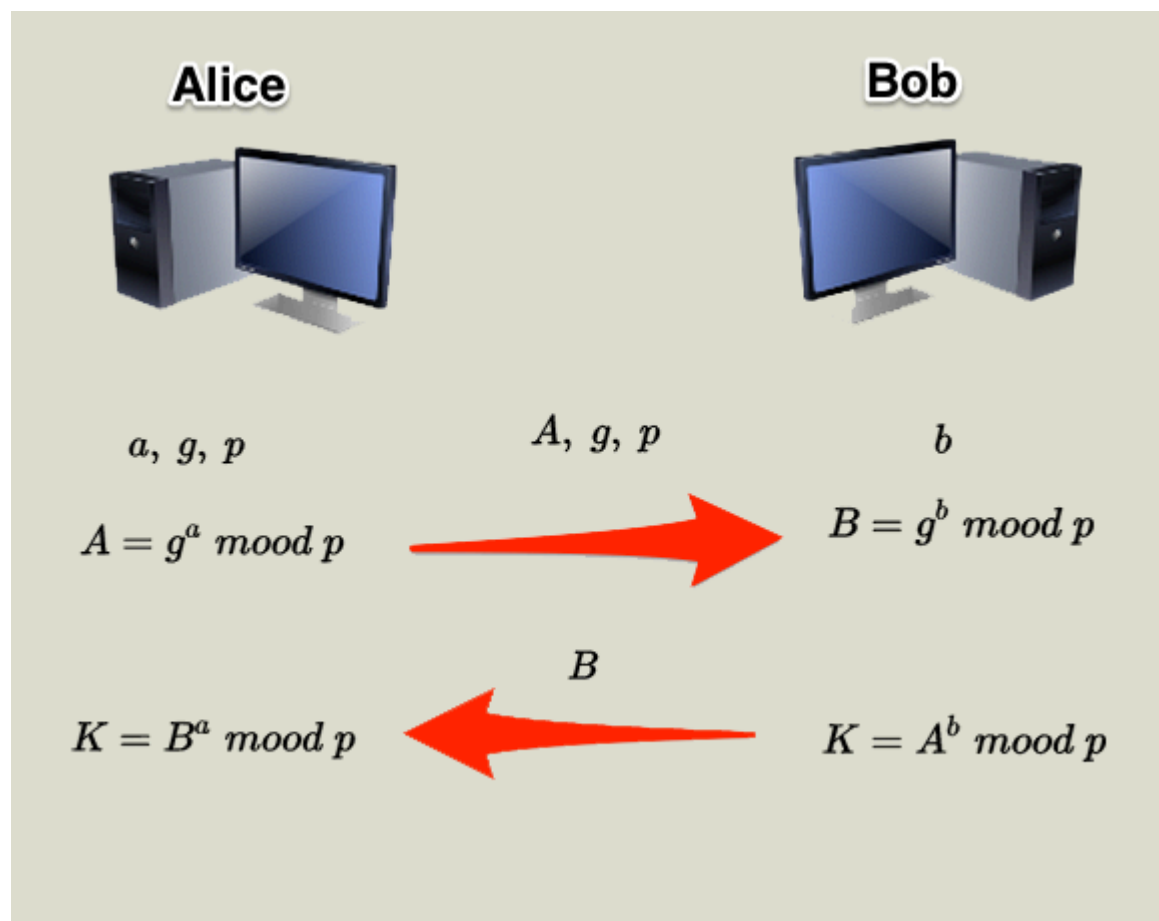 Alice
Bob
a, g, p
A, g, p
b
A = g^a mood p
B = g^b mood p
B
K = B^a mood p
K = A^b mood p